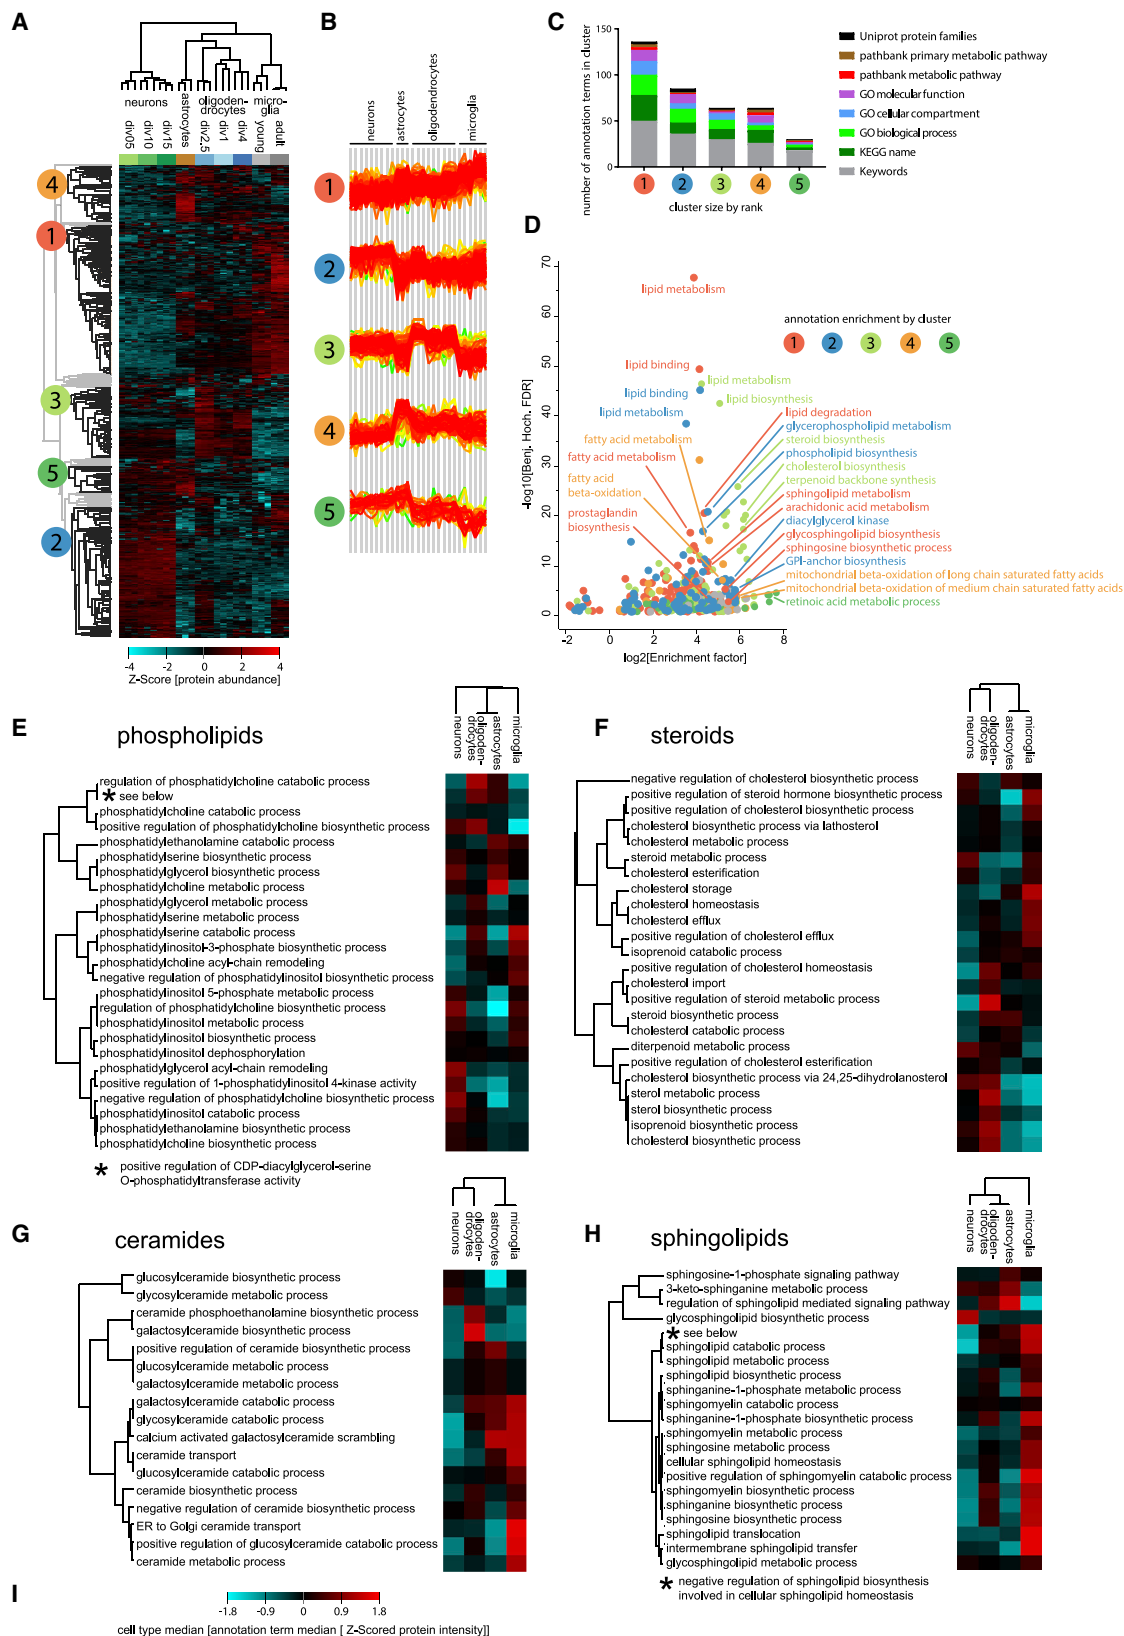 A
neurons
astrocytes
oligoden-
drocytes
micro-
glia
div05
div10
div15
div2.5
div1
div4
young
adult
4
1
3
5
2
-4
-2
0
2
4
Z-Score [protein abundance]
B
neurons
astrocytes
oligodendrocytes
microglia
1
2
3
4
5
C
number of annotation terms in cluster
150
100
50
0
1
2
3
4
5
cluster size by rank
Uniprot protein families
pathbank primary metabolic pathway
pathbank metabolic pathway
GO molecular function
GO cellular compartment
GO biological process
KEGG name
Keywords
D
-log10[Benj. Hoch. FDR]
70
60
50
40
30
20
10
0
-2
0
2
4
6
8
log2[Enrichment factor]
annotation enrichment by cluster
1
2
3
4
5
lipid metabolism
lipid binding
lipid metabolism
lipid binding
lipid biosynthesis
lipid metabolism
lipid degradation
glycerophospholipid metabolism
fatty acid metabolism
steroid biosynthesis
fatty acid metabolism
phospholipid biosynthesis
cholesterol biosynthesis
fatty acid
beta-oxidation
terpenoid backbone synthesis
sphingolipid metabolism
arachidonic acid metabolism
prostaglandin
biosynthesis
diacylglycerol kinase
glycosphingolipid biosynthesis
sphingosine biosynthetic process
GPI-anchor biosynthesis
mitochondrial beta-oxidation of long chain saturated fatty acids
mitochondrial beta-oxidation of medium chain saturated fatty acids
retinoic acid metabolic process
E
phospholipids
neurons
oligoden-
drocytes
astrocytes
microglia
regulation of phosphatidylcholine catabolic process
* see below
phosphatidylcholine catabolic process
positive regulation of phosphatidylcholine biosynthetic process
phosphatidylethanolamine catabolic process
phosphatidylserine biosynthetic process
phosphatidylglycerol biosynthetic process
phosphatidylcholine metabolic process
phosphatidylglycerol metabolic process
phosphatidylserine metabolic process
phosphatidylserine catabolic process
phosphatidylinositol-3-phosphate biosynthetic process
phosphatidylcholine acyl-chain remodeling
negative regulation of phosphatidylinositol biosynthetic process
phosphatidylinositol 5-phosphate metabolic process
regulation of phosphatidylcholine biosynthetic process
phosphatidylinositol metabolic process
phosphatidylinositol biosynthetic process
phosphatidylinositol dephosphorylation
phosphatidylglycerol acyl-chain remodeling
positive regulation of 1-phosphatidylinositol 4-kinase activity
negative regulation of phosphatidylcholine biosynthetic process
phosphatidylinositol catabolic process
phosphatidylethanolamine biosynthetic process
phosphatidylcholine biosynthetic process
* positive regulation of CDP-diacylglycerol-serine
O-phosphatidyltransferase activity
F
steroids
neurons
oligoden-
drocytes
astrocytes
microglia
negative regulation of cholesterol biosynthetic process
positive regulation of steroid hormone biosynthetic process
positive regulation of cholesterol biosynthetic process
cholesterol biosynthetic process via lathosterol
cholesterol metabolic process
steroid metabolic process
cholesterol esterification
cholesterol storage
cholesterol homeostasis
cholesterol efflux
positive regulation of cholesterol efflux
isoprenoid catabolic process
positive regulation of cholesterol homeostasis
cholesterol import
positive regulation of steroid metabolic process
steroid biosynthetic process
cholesterol catabolic process
diterpenoid metabolic process
positive regulation of cholesterol esterification
cholesterol biosynthetic process via 24,25-dihydrolanosterol
sterol metabolic process
sterol biosynthetic process
isoprenoid biosynthetic process
cholesterol biosynthetic process
G
ceramides
neurons
oligoden-
drocytes
astrocytes
microglia
glucosylceramide biosynthetic process
glycosylceramide metabolic process
ceramide phosphoethanolamine biosynthetic process
galactosylceramide biosynthetic process
positive regulation of ceramide biosynthetic process
glucosylceramide metabolic process
galactosylceramide metabolic process
galactosylceramide catabolic process
glycosylceramide catabolic process
calcium activated galactosylceramide scrambling
ceramide transport
glucosylceramide catabolic process
ceramide biosynthetic process
negative regulation of ceramide biosynthetic process
ER to Golgi ceramide transport
positive regulation of glucosylceramide catabolic process
ceramide metabolic process
H
sphingolipids
neurons
oligoden-
drocytes
astrocytes
microglia
sphingosine-1-phosphate signaling pathway
3-keto-sphinganine metabolic process
regulation of sphingolipid mediated signaling pathway
glycosphingolipid biosynthetic process
* see below
sphingolipid catabolic process
sphingolipid metabolic process
sphingolipid biosynthetic process
sphinganine-1-phosphate metabolic process
sphingomyelin catabolic process
sphinganine-1-phosphate biosynthetic process
sphingomyelin metabolic process
sphingosine metabolic process
cellular sphingolipid homeostasis
positive regulation of sphingomyelin catabolic process
sphingomyelin biosynthetic process
sphinganine biosynthetic process
sphingosine biosynthetic process
sphingolipid translocation
intermembrane sphingolipid transfer
glycosphingolipid metabolic process
* negative regulation of sphingolipid biosynthesis
involved in cellular sphingolipid homeostasis
I
-1.8
-0.9
0
0.9
1.8
cell type median [annotation term median [ Z-Scored protein intensity]]